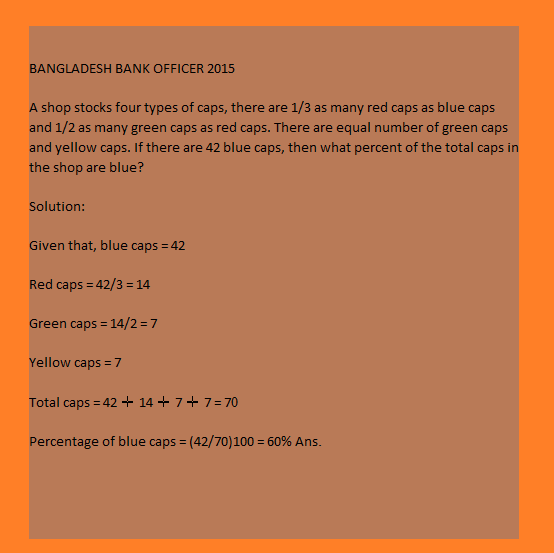 BANGLADESH BANK OFFICER 2015
A shop stocks four types of caps, there are 1/3 as many red caps as blue caps
and 1/2 as many green caps as red caps. There are equal number of green caps
and yellow caps. If there are 42 blue caps, then what percent of the total caps in
the shop are blue?
Solution:
Given that, blue caps = 42
Red caps = 42/3 = 14
Green caps = 14/2 = 7
Yellow caps = 7
Total caps = 42 + 14 + 7 + 7 = 70
Percentage of blue caps = (42/70)100 = 60% Ans.